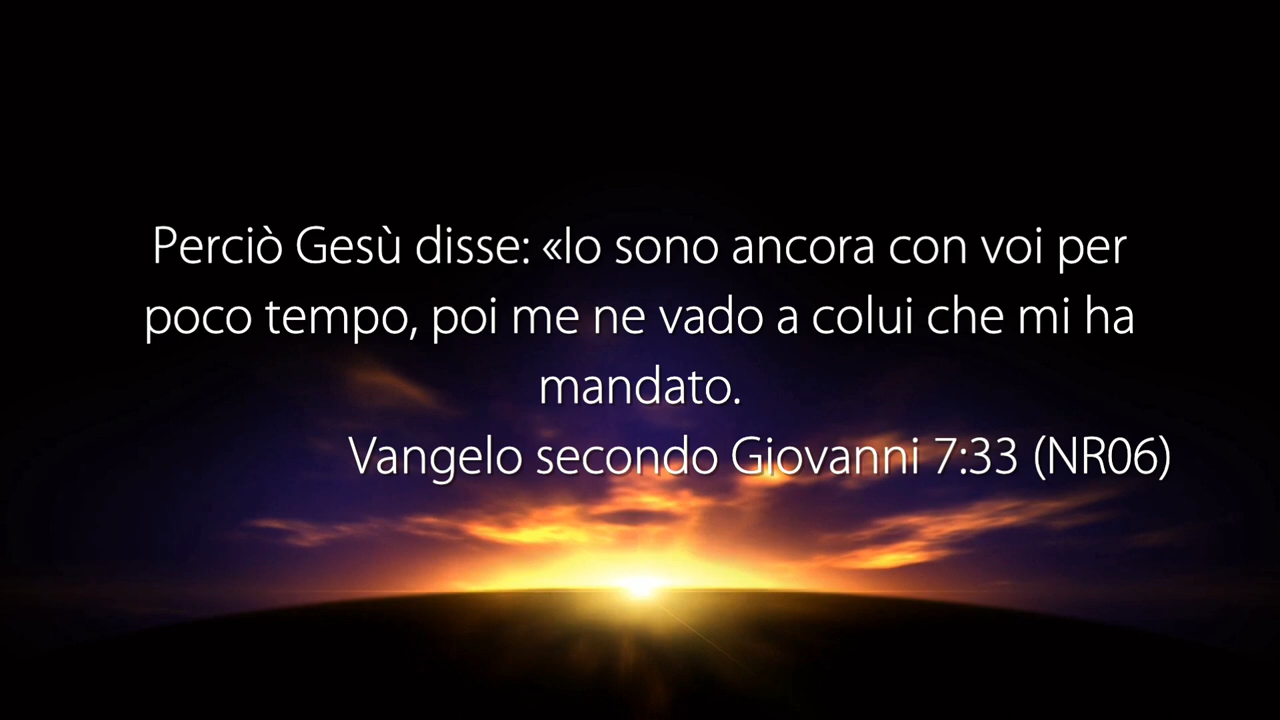 Perciò Gesù disse: «Io sono ancora con voi per
poco tempo, poi me ne vado a colui che mi ha
mandato.
Vangelo secondo Giovanni 7:33 (NR06)